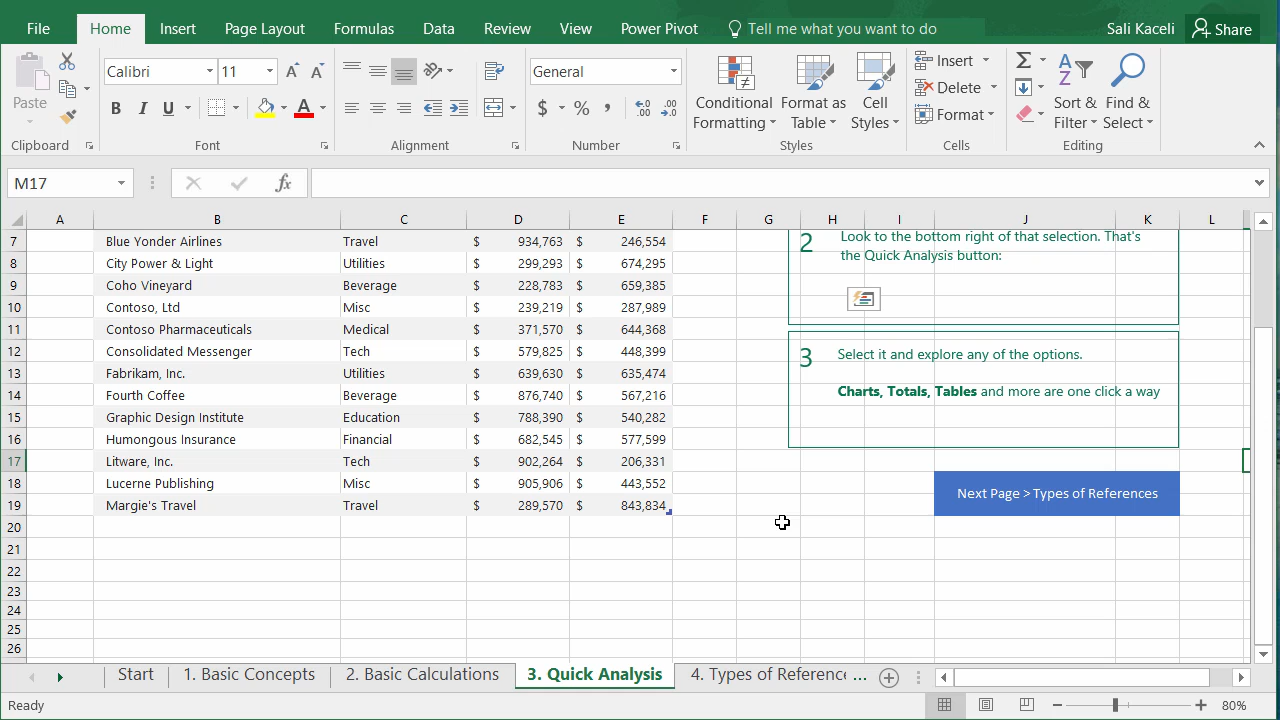 File Home Insert Page Layout Formulas Data Review View Power Pivot Tell me what you want to do Sali Kaceli Share
Paste Calibri 11 A A General Conditional Formatting Format as Table Cell Styles Insert Delete Format Sort & Filter Find & Select
B I U A $ % , .00
Clipboard Font Alignment Number Styles Cells Editing
M17 fx
A B C D E F G H I J K L
7 Blue Yonder Airlines Travel $ 934,763 $ 246,554
8 City Power & Light Utilities $ 299,293 $ 674,295
9 Coho Vineyard Beverage $ 228,783 $ 659,385
10 Contoso, Ltd Misc $ 239,219 $ 287,989
11 Contoso Pharmaceuticals Medical $ 371,570 $ 644,368
12 Consolidated Messenger Tech $ 579,825 $ 448,399
13 Fabrikam, Inc. Utilities $ 639,630 $ 635,474
14 Fourth Coffee Beverage $ 876,740 $ 567,216
15 Graphic Design Institute Education $ 788,390 $ 540,282
16 Humongous Insurance Financial $ 682,545 $ 577,599
17 Litware, Inc. Tech $ 902,264 $ 206,331
18 Lucerne Publishing Misc $ 905,906 $ 443,552
19 Margie's Travel Travel $ 289,570 $ 843,834
20
21
22
23
24
25
26
2 Look to the bottom right of that selection. That's
the Quick Analysis button:
3 Select it and explore any of the options.
Charts, Totals, Tables and more are one click a way
Next Page > Types of References
Start 1. Basic Concepts 2. Basic Calculations 3. Quick Analysis 4. Types of Reference ...
Ready 80%